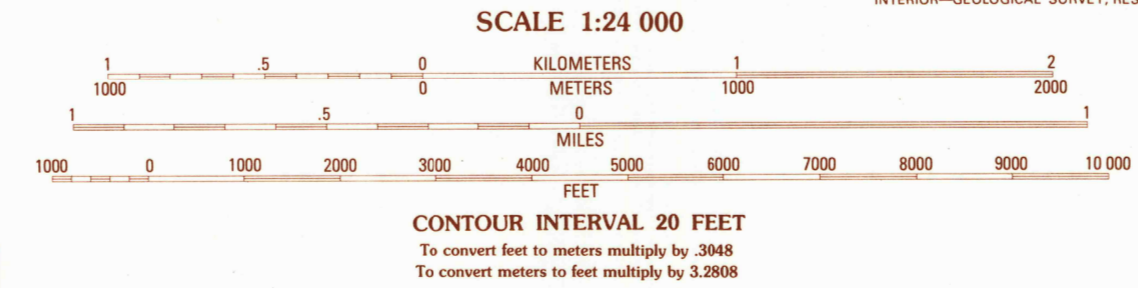 INTERIOR—GEOLOGICAL SURVEY, RES
SCALE 1:24 000
1 .5 0 KILOMETERS 1 2
1000 0 METERS 1000 2000
1 .5 0 1
MILES
1000 0 1000 2000 3000 4000 5000 6000 7000 8000 9000 10 000
FEET
CONTOUR INTERVAL 20 FEET
To convert feet to meters multiply by .3048
To convert meters to feet multiply by 3.2808